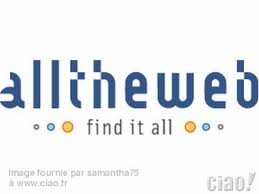 alltheweb
find it all
Image fournie par samantha75
à www.ciao.fr
ciao!